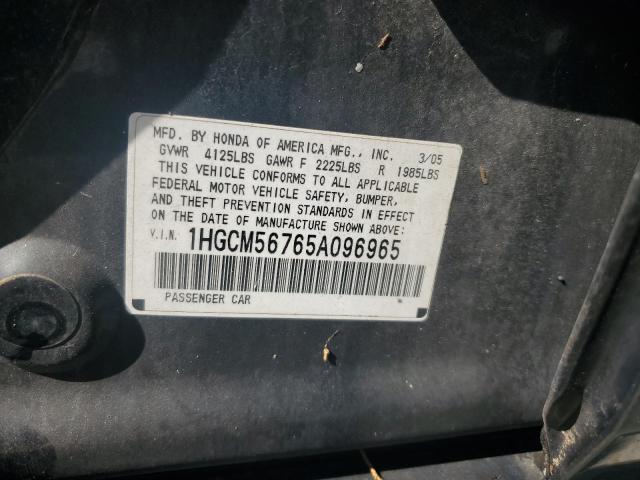 MFD. BY HONDA OF AMERICA MFG., INC. 3/05
GVWR 4125LBS GAWR F 2225LBS R 1985LBS
THIS VEHICLE CONFORMS TO ALL APPLICABLE
FEDERAL MOTOR VEHICLE SAFETY, BUMPER,
AND THEFT PREVENTION STANDARDS IN EFFECT
ON THE DATE OF MANUFACTURE SHOWN ABOVE:
V.I.N. 1HGCM56765A096965
PASSENGER CAR